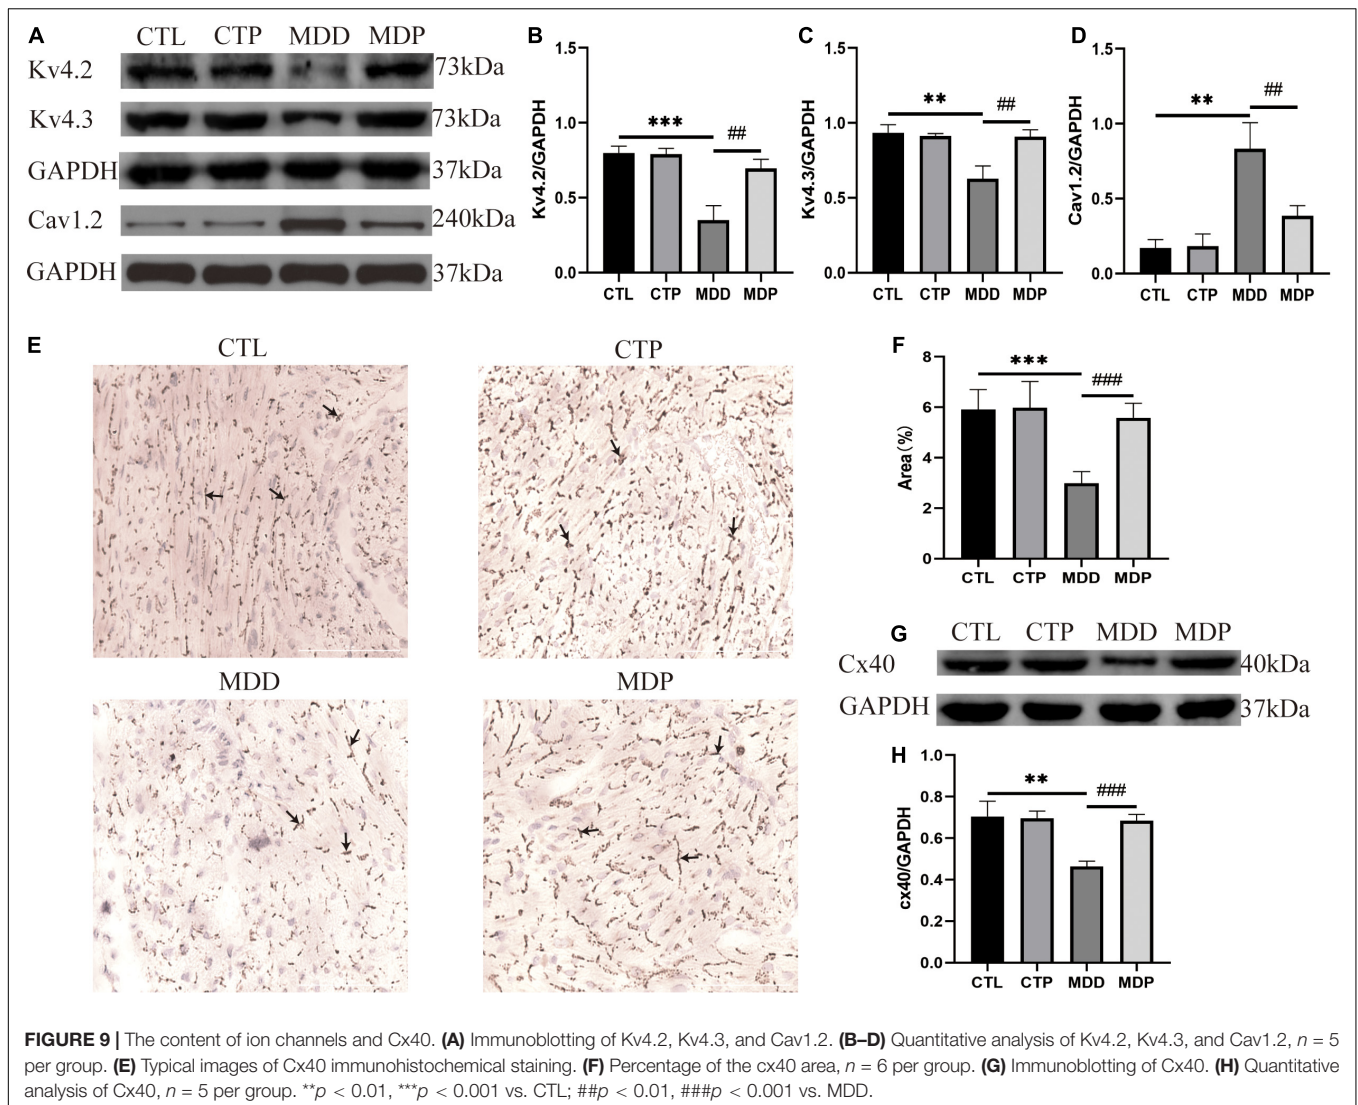 A
CTL CTP MDD MDP
Kv4.2 73kDa
Kv4.3 73kDa
GAPDH 37kDa
Cav1.2 240kDa
GAPDH 37kDa
B
Kv4.2/GAPDH
1.5
1.0
0.5
0.0
***
##
CTL CTP MDD MDP
C
Kv4.3/GAPDH
1.5
1.0
0.5
0.0
**
##
CTL CTP MDD MDP
D
Cav1.2/GAPDH
1.5
1.0
0.5
0.0
**
##
CTL CTP MDD MDP
E
CTL
CTP
MDD
MDP
F
Area(%)
8
6
4
2
0
***
###
CTL CTP MDD MDP
G
CTL CTP MDD MDP
Cx40 40kDa
GAPDH 37kDa
H
cx40/GAPDH
1.0
0.8
0.6
0.4
0.2
0.0
**
###
CTL CTP MDD MDP
FIGURE 9 | The content of ion channels and Cx40. (A) Immunoblotting of Kv4.2, Kv4.3, and Cav1.2. (B–D) Quantitative analysis of Kv4.2, Kv4.3, and Cav1.2, n = 5
per group. (E) Typical images of Cx40 immunohistochemical staining. (F) Percentage of the cx40 area, n = 6 per group. (G) Immunoblotting of Cx40. (H) Quantitative
analysis of Cx40, n = 5 per group. **p < 0.01, ***p < 0.001 vs. CTL; ##p < 0.01, ###p < 0.001 vs. MDD.